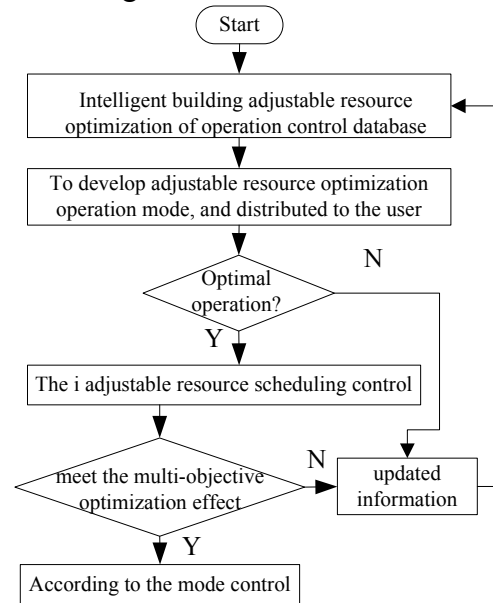 Start
Intelligent building adjustable resource
optimization of operation control database
To develop adjustable resource optimization
operation mode, and distributed to the user
Optimal
operation?
N
Y
The i adjustable resource scheduling control
meet the multi-objective
optimization effect
N
updated
information
Y
According to the mode control